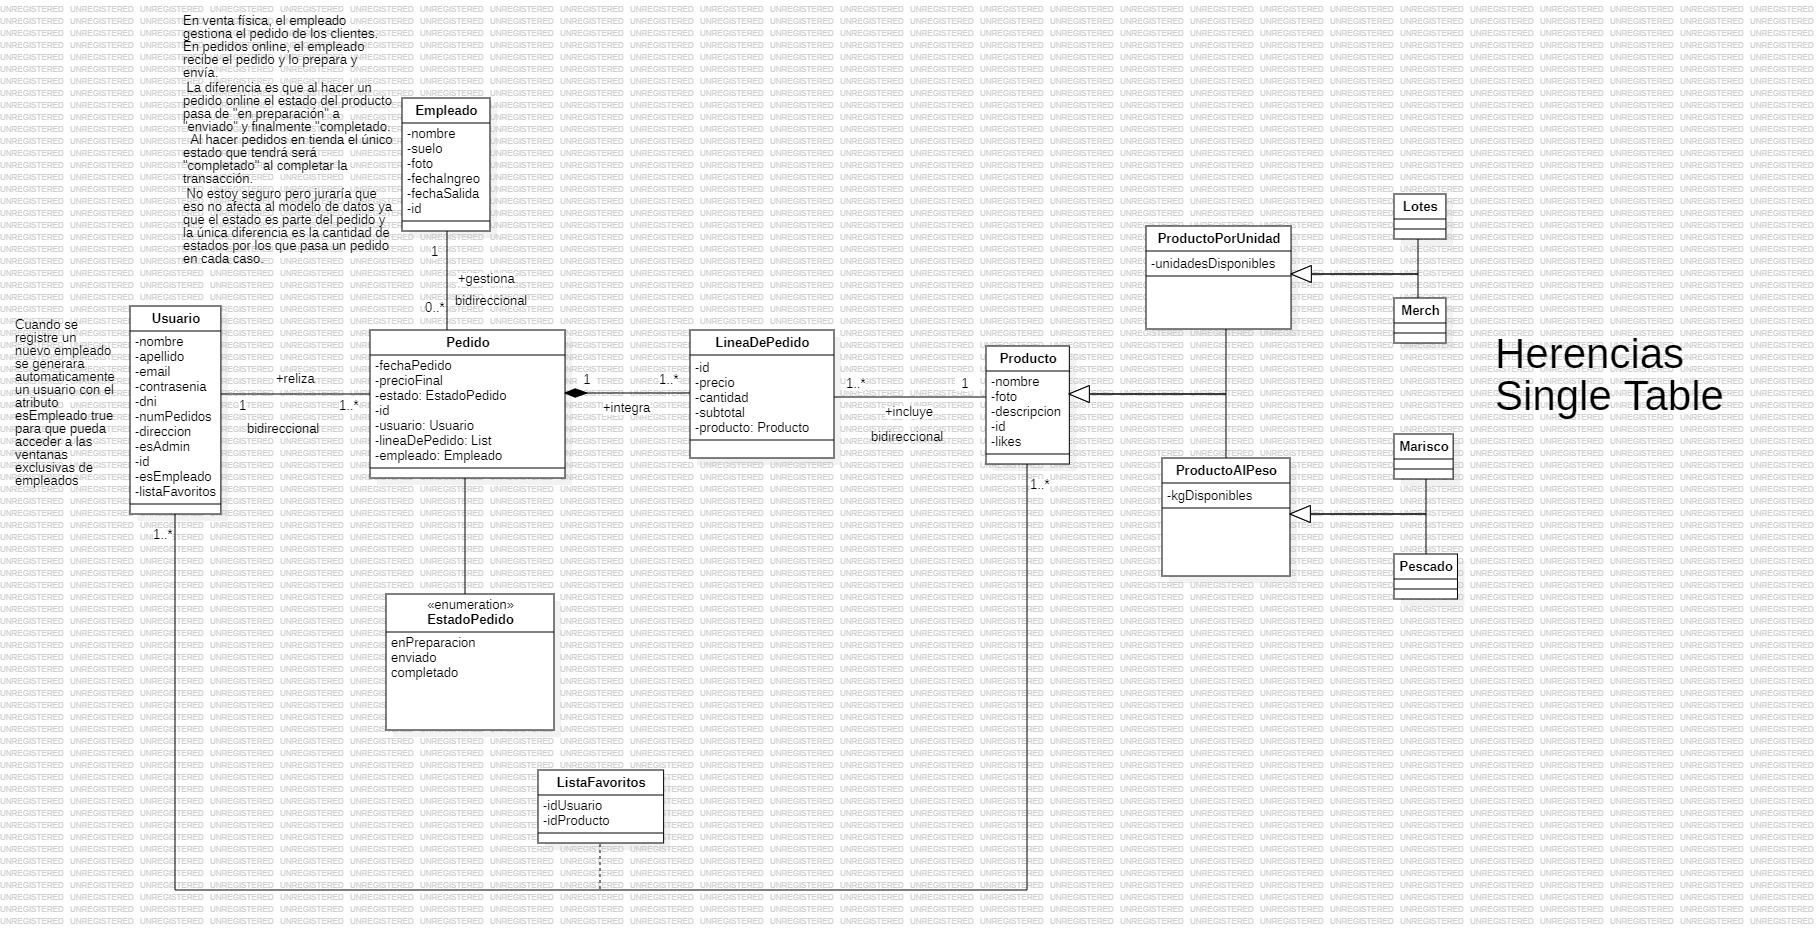 En venta física, el empleado
gestiona el pedido de los clientes.
En pedidos online, el empleado
recibe el pedido y lo prepara y
envía.
La diferencia es que al hacer un
pedido online el estado del producto
pasa de "en preparación" a
"enviado" y finalmente "completado.
Al hacer pedidos en tienda el único
estado que tendrá será
"completado" al completar la
transacción.
No estoy seguro pero juraría que
eso no afecta al modelo de datos ya
que el estado es parte del pedido y
la única diferencia es la cantidad de
estados por los que pasa un pedido
en cada caso.
Empleado
-nombre
-suelo
-foto
-fechaIngreo
-fechaSalida
-id
1
+gestiona
0..*
bidireccional
Cuando se
registre un
nuevo empleado
se generara
automaticamente
un usuario con el
atributo
esEmpleado true
para que pueda
acceder a las
ventanas
exclusivas de
empleados
Usuario
-nombre
-apellido
-email
-contrasenia
-dni
-numPedidos
-direccion
-esAdmin
-id
-esEmpleado
-listaFavoritos
+reliza
1
1..*
bidireccional
Pedido
-fechaPedido
-precioFinal
-estado: EstadoPedido
-id
-usuario: Usuario
-lineaDePedido: List
-empleado: Empleado
1
1..*
+integra
LineaDePedido
-id
-precio
-cantidad
-subtotal
-producto: Producto
1..*
1
+incluye
bidireccional
Producto
-nombre
-foto
-descripcion
-id
-likes
1..*
ProductoPorUnidad
-unidadesDisponibles
Lotes
Merch
Herencias
Single Table
ProductoAlPeso
-kgDisponibles
Marisco
Pescado
1..*
«enumeration»
EstadoPedido
enPreparacion
enviado
completado
ListaFavoritos
-idUsuario
-idProducto
UNREGISTERED